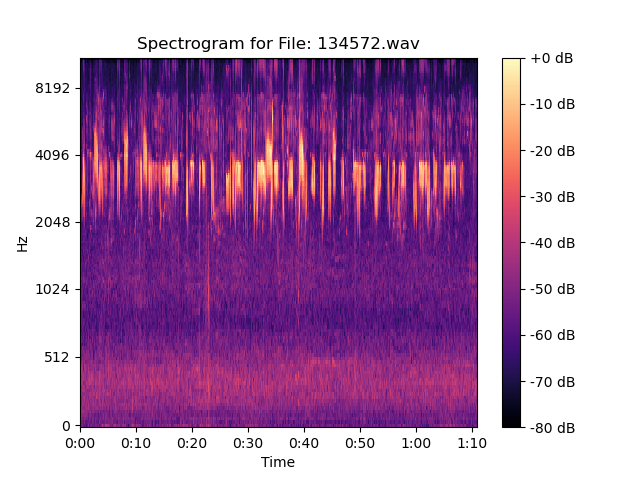 Spectrogram for File: 134572.wav
Hz
8192
4096
2048
1024
512
0
0:00 0:10 0:20 0:30 0:40 0:50 1:00 1:10
Time
+0 dB
-10 dB
-20 dB
-30 dB
-40 dB
-50 dB
-60 dB
-70 dB
-80 dB